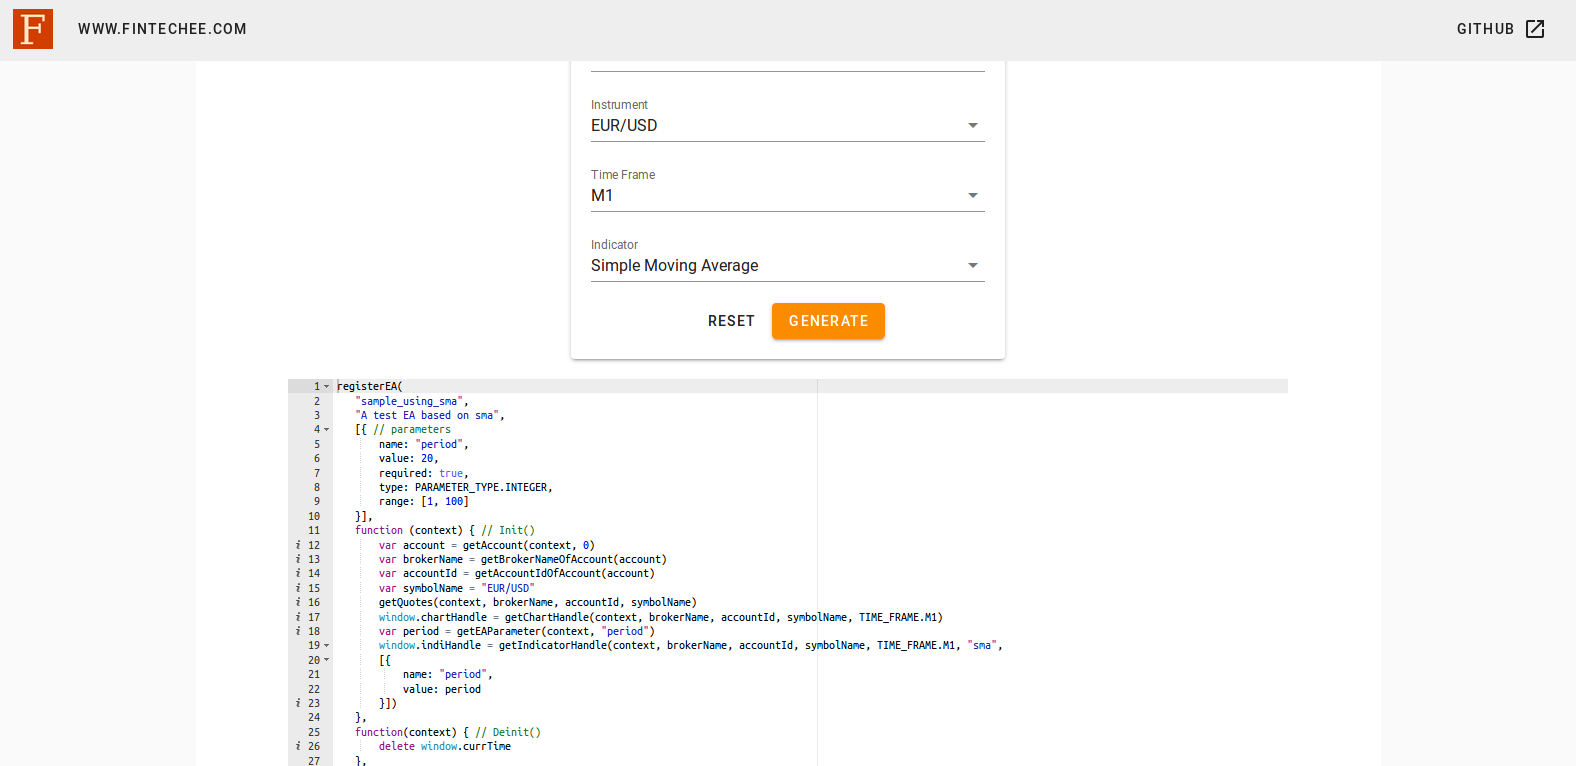 F WWW.FINTECHEE.COM GITHUB
Instrument
EUR/USD
Time Frame
M1
Indicator
Simple Moving Average
RESET GENERATE
1 registerEA(
2 "sample_using_sma",
3 "A test EA based on sma",
4 [{ // parameters
5 name: "period",
6 value: 20,
7 required: true,
8 type: PARAMETER_TYPE.INTEGER,
9 range: [1, 100]
10 }],
11 function (context) { // Init()
i 12 var account = getAccount(context, 0)
i 13 var brokerName = getBrokerNameOfAccount(account)
i 14 var accountId = getAccountIdOfAccount(account)
i 15 var symbolName = "EUR/USD"
i 16 getQuotes(context, brokerName, accountId, symbolName)
i 17 window.chartHandle = getChartHandle(context, brokerName, accountId, symbolName, TIME_FRAME.M1)
i 18 var period = getEAParameter(context, "period")
19 window.indiHandle = getIndicatorHandle(context, brokerName, accountId, symbolName, TIME_FRAME.M1, "sma",
20 [{
21 name: "period",
22 value: period
i 23 }])
24 },
25 function(context) { // Deinit()
i 26 delete window.currTime
27 },